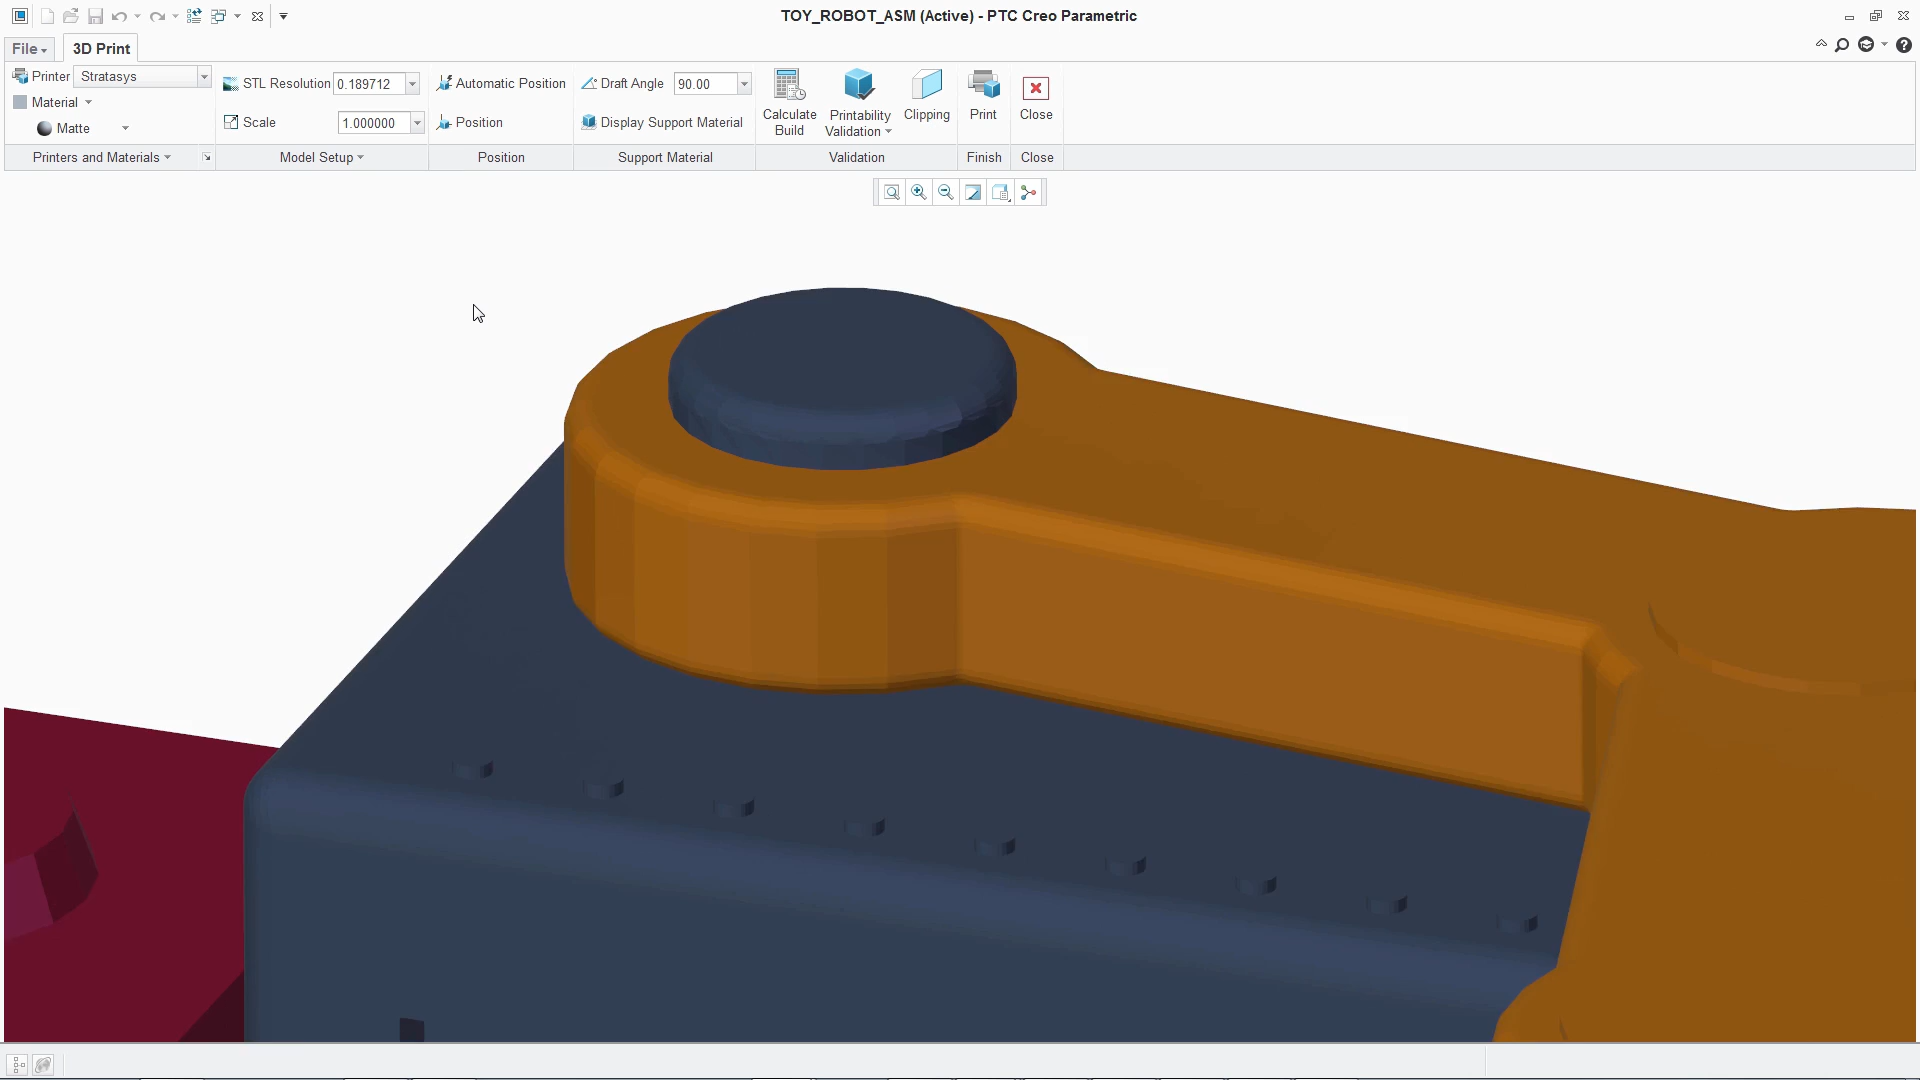 TOY_ROBOT_ASM (Active) - PTC Creo Parametric
File
3D Print
Printer Stratasys
Material
Matte
Printers and Materials
STL Resolution 0.189712
Scale 1.000000
Model Setup
Automatic Position
Position
Position
Draft Angle 90.00
Display Support Material
Support Material
Calculate Build
Printability Validation
Clipping
Validation
Print
Finish
Close
Close